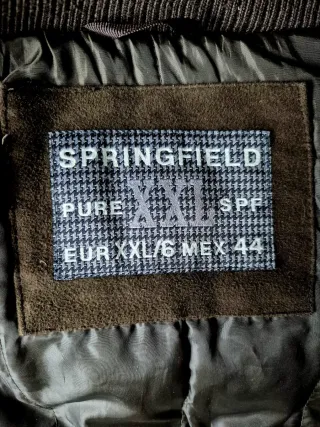 SPRINGFIELD
PURE XXL SPF
EUR XXL/6 MEX 44